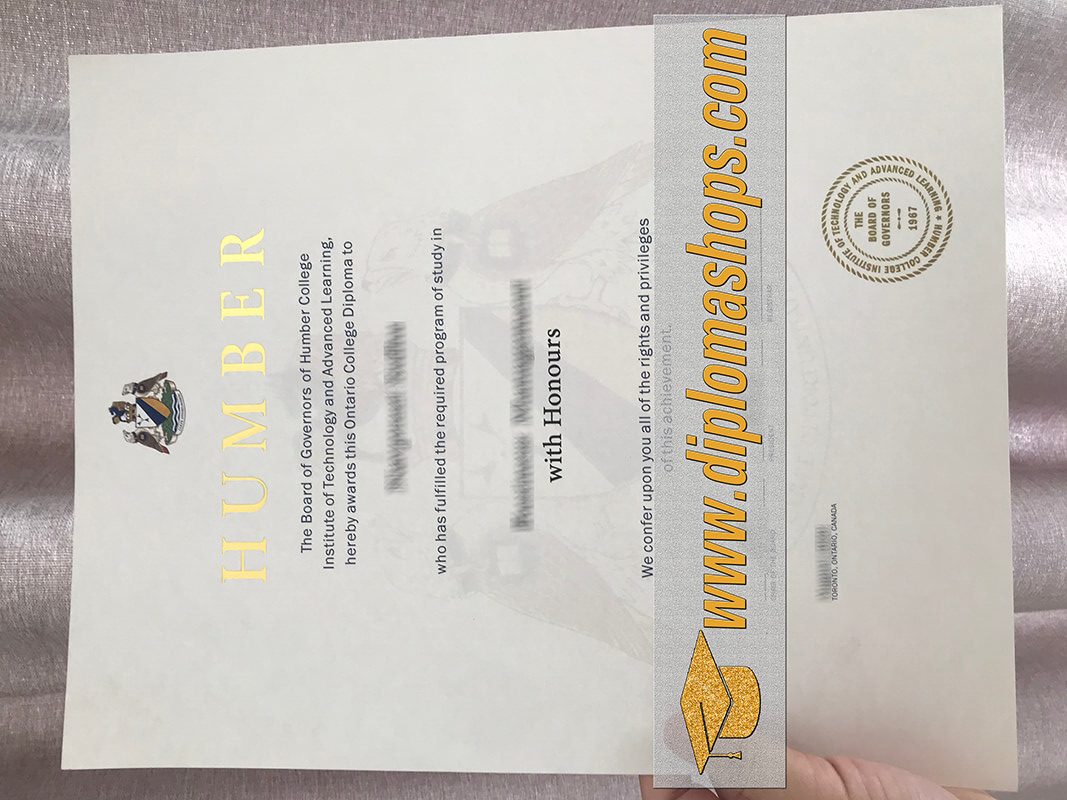 HUMBER
The Board of Governors of Humber College
Institute of Technology and Advanced Learning,
hereby awards this Ontario College Diploma to
who has fulfilled the required program of study in
with Honours
We confer upon you all of the rights and privileges
of this achievement.
www.diplomashops.com
TORONTO, ONTARIO, CANADA
HUMBER COLLEGE INSTITUTE OF TECHNOLOGY AND ADVANCED LEARNING
THE
BOARD OF
GOVERNORS
1967